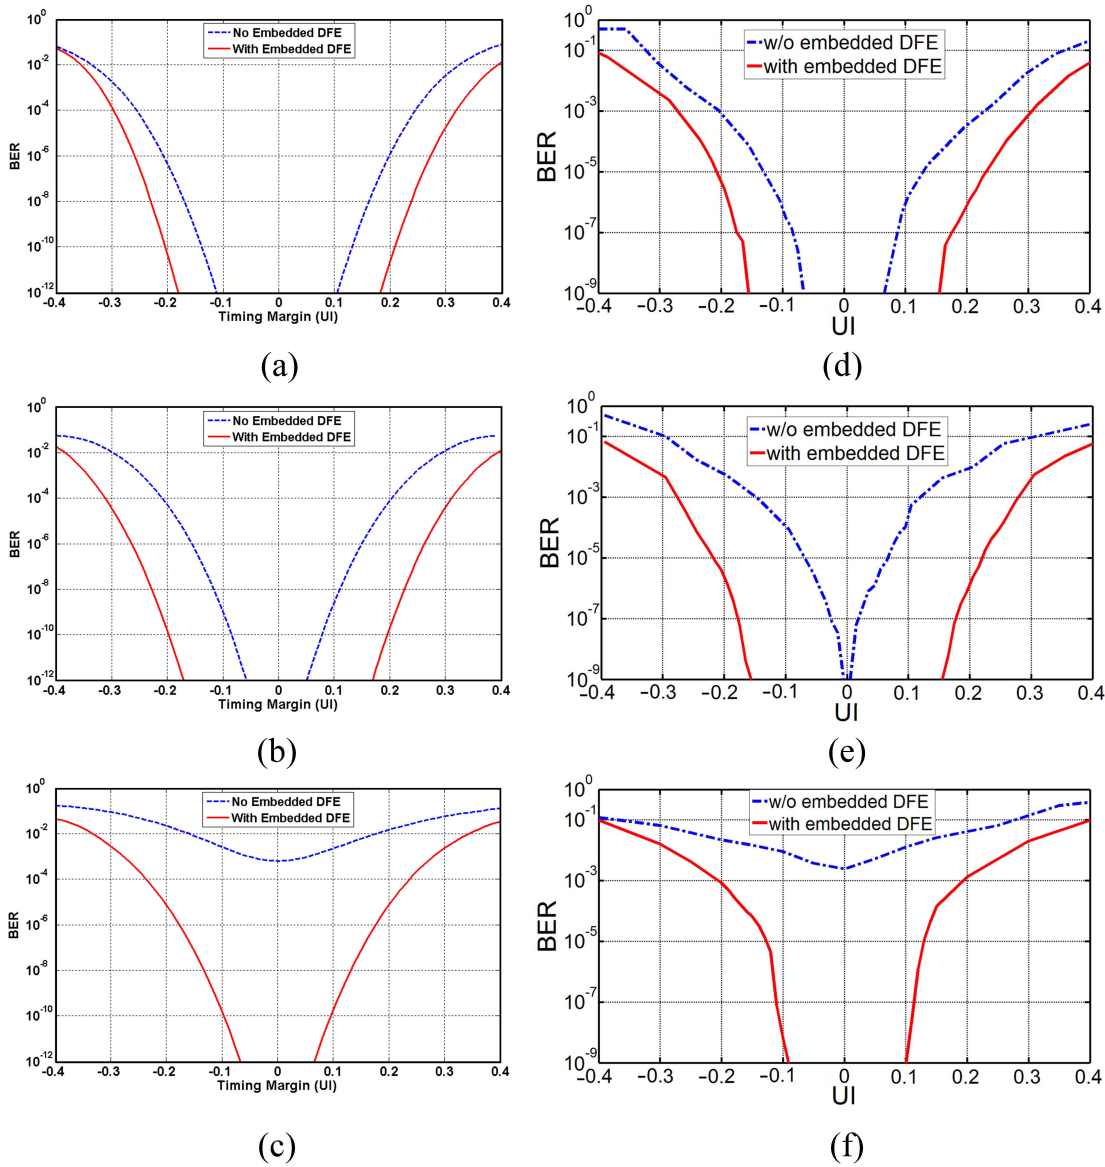 No Embedded DFE
With Embedded DFE
10^0
10^-2
10^-4
10^-6
10^-8
10^-10
10^-12
BER
-0.4 -0.3 -0.2 -0.1 0 0.1 0.2 0.3 0.4
Timing Margin (UI)
(a)
w/o embedded DFE
with embedded DFE
10^0
10^-1
10^-3
10^-5
10^-7
10^-9
BER
−0.4 −0.3 −0.2 −0.1 0 0.1 0.2 0.3 0.4
UI
(d)
No Embedded DFE
With Embedded DFE
10^0
10^-2
10^-4
10^-6
10^-8
10^-10
10^-12
BER
-0.4 -0.3 -0.2 -0.1 0 0.1 0.2 0.3 0.4
Timing Margin (UI)
(b)
w/o embedded DFE
with embedded DFE
10^0
10^-1
10^-3
10^-5
10^-7
10^-9
BER
−0.4 −0.3 −0.2 −0.1 0 0.1 0.2 0.3 0.4
UI
(e)
No Embedded DFE
With Embedded DFE
10^0
10^-2
10^-4
10^-6
10^-8
10^-10
10^-12
BER
-0.4 -0.3 -0.2 -0.1 0 0.1 0.2 0.3 0.4
Timing Margin (UI)
(c)
w/o embedded DFE
with embedded DFE
10^0
10^-1
10^-3
10^-5
10^-7
10^-9
BER
−0.4 −0.3 −0.2 −0.1 0 0.1 0.2 0.3 0.4
UI
(f)